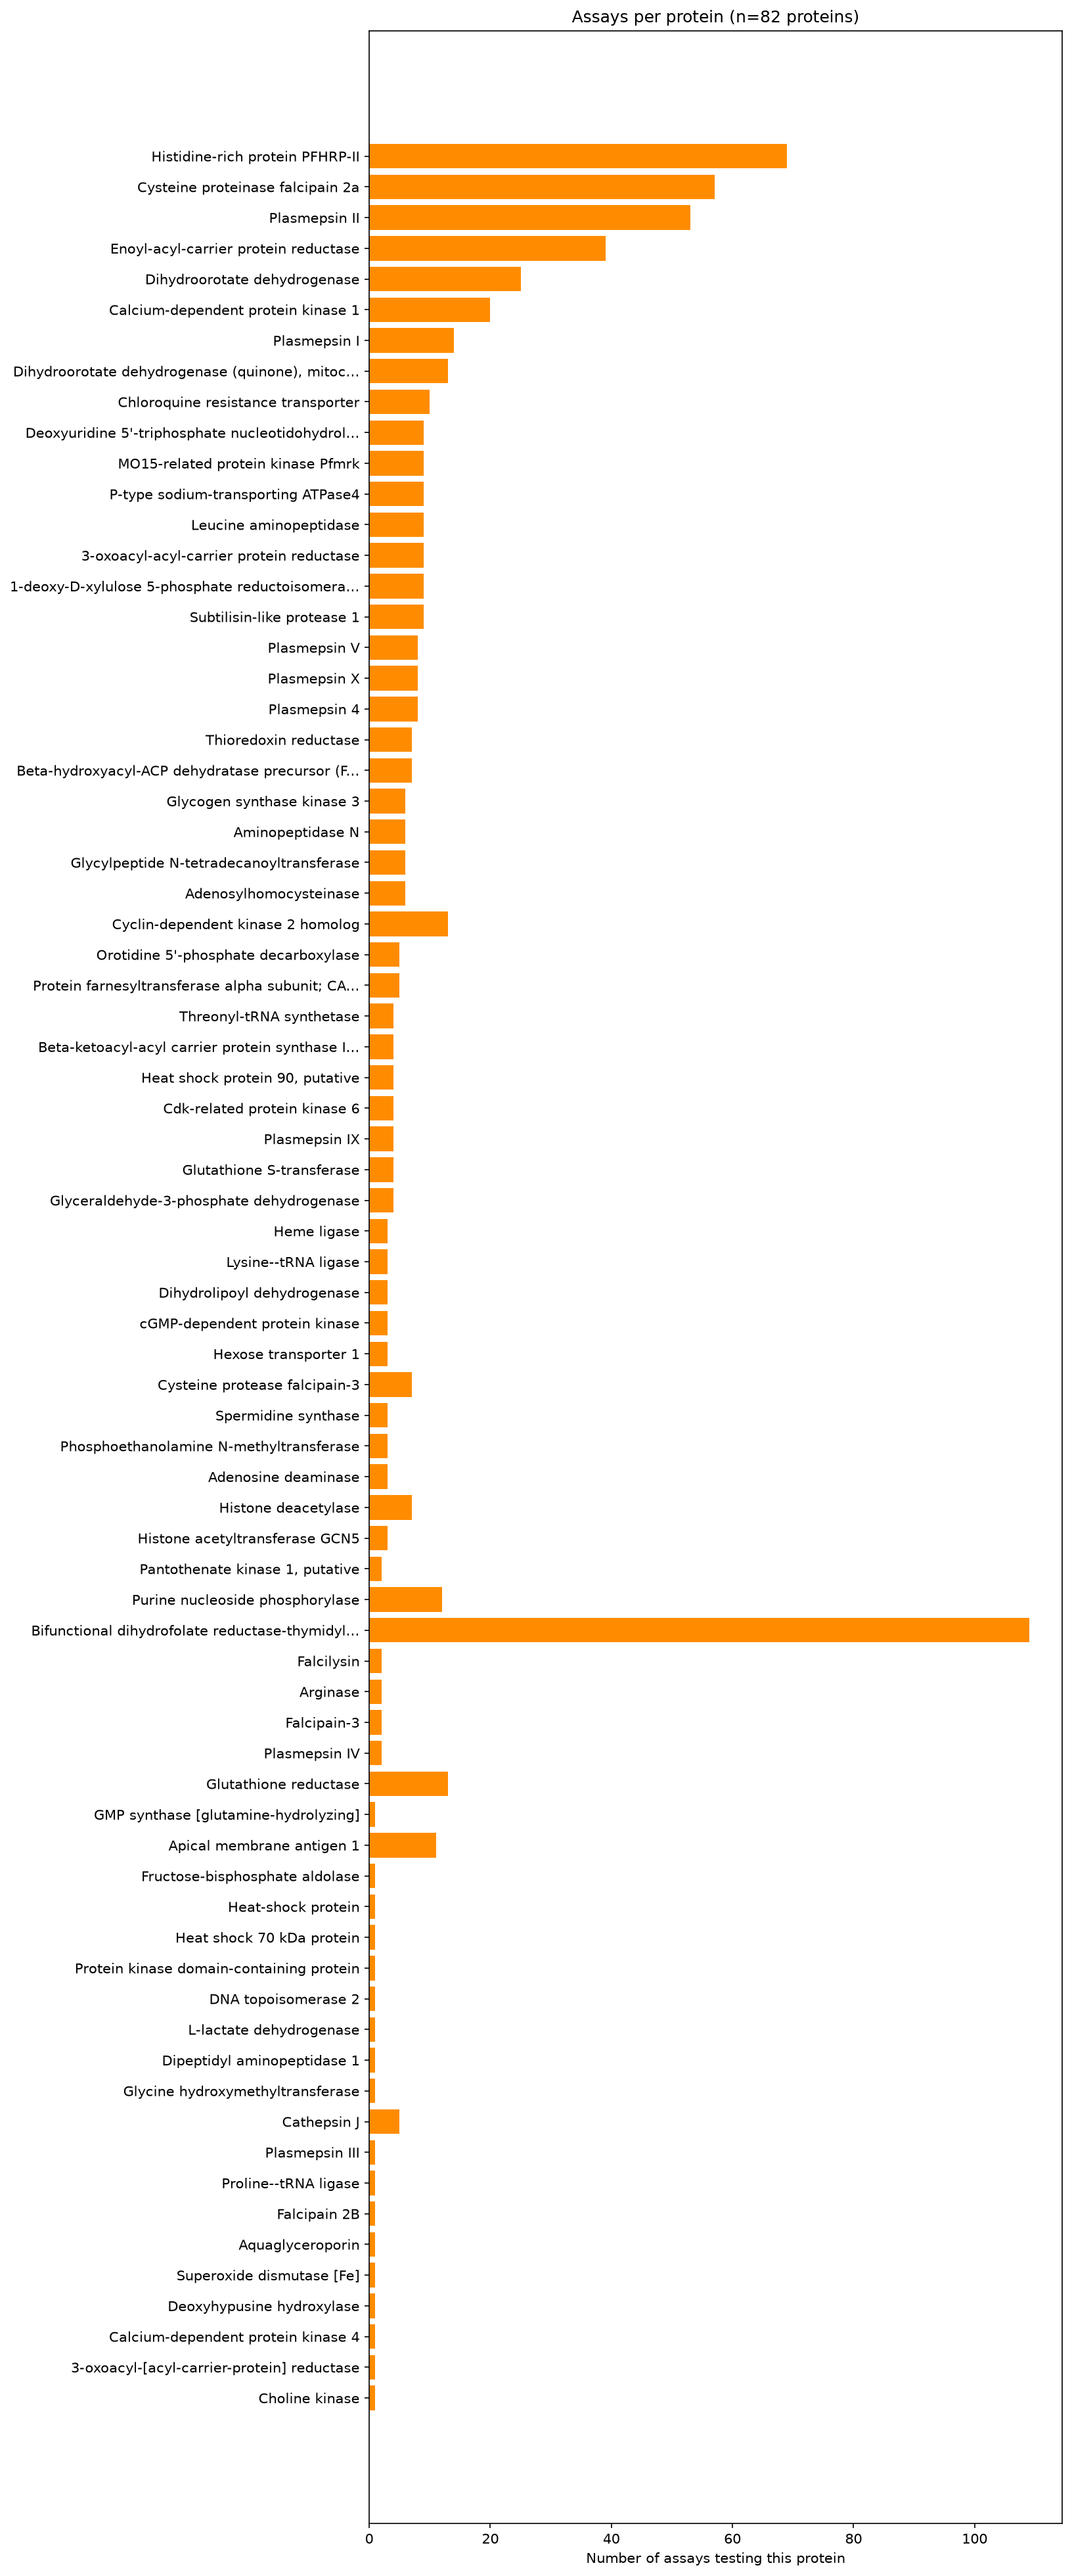 Assays per protein (n=82 proteins)
Histidine-rich protein PFHRP-II
Cysteine proteinase falcipain 2a
Plasmepsin II
Enoyl-acyl-carrier protein reductase
Dihydroorotate dehydrogenase
Calcium-dependent protein kinase 1
Plasmepsin I
Dihydroorotate dehydrogenase (quinone), mitoc…
Chloroquine resistance transporter
Deoxyuridine 5'-triphosphate nucleotidohydrol…
MO15-related protein kinase Pfmrk
P-type sodium-transporting ATPase4
Leucine aminopeptidase
3-oxoacyl-acyl-carrier protein reductase
1-deoxy-D-xylulose 5-phosphate reductoisomera…
Subtilisin-like protease 1
Plasmepsin V
Plasmepsin X
Plasmepsin 4
Thioredoxin reductase
Beta-hydroxyacyl-ACP dehydratase precursor (F…
Glycogen synthase kinase 3
Aminopeptidase N
Glycylpeptide N-tetradecanoyltransferase
Adenosylhomocysteinase
Cyclin-dependent kinase 2 homolog
Orotidine 5'-phosphate decarboxylase
Protein farnesyltransferase alpha subunit; CA…
Threonyl-tRNA synthetase
Beta-ketoacyl-acyl carrier protein synthase I…
Heat shock protein 90, putative
Cdk-related protein kinase 6
Plasmepsin IX
Glutathione S-transferase
Glyceraldehyde-3-phosphate dehydrogenase
Heme ligase
Lysine--tRNA ligase
Dihydrolipoyl dehydrogenase
cGMP-dependent protein kinase
Hexose transporter 1
Cysteine protease falcipain-3
Spermidine synthase
Phosphoethanolamine N-methyltransferase
Adenosine deaminase
Histone deacetylase
Histone acetyltransferase GCN5
Pantothenate kinase 1, putative
Purine nucleoside phosphorylase
Bifunctional dihydrofolate reductase-thymidyl…
Falcilysin
Arginase
Falcipain-3
Plasmepsin IV
Glutathione reductase
GMP synthase [glutamine-hydrolyzing]
Apical membrane antigen 1
Fructose-bisphosphate aldolase
Heat-shock protein
Heat shock 70 kDa protein
Protein kinase domain-containing protein
DNA topoisomerase 2
L-lactate dehydrogenase
Dipeptidyl aminopeptidase 1
Glycine hydroxymethyltransferase
Cathepsin J
Plasmepsin III
Proline--tRNA ligase
Falcipain 2B
Aquaglyceroporin
Superoxide dismutase [Fe]
Deoxyhypusine hydroxylase
Calcium-dependent protein kinase 4
3-oxoacyl-[acyl-carrier-protein] reductase
Choline kinase
0 20 40 60 80 100
Number of assays testing this protein